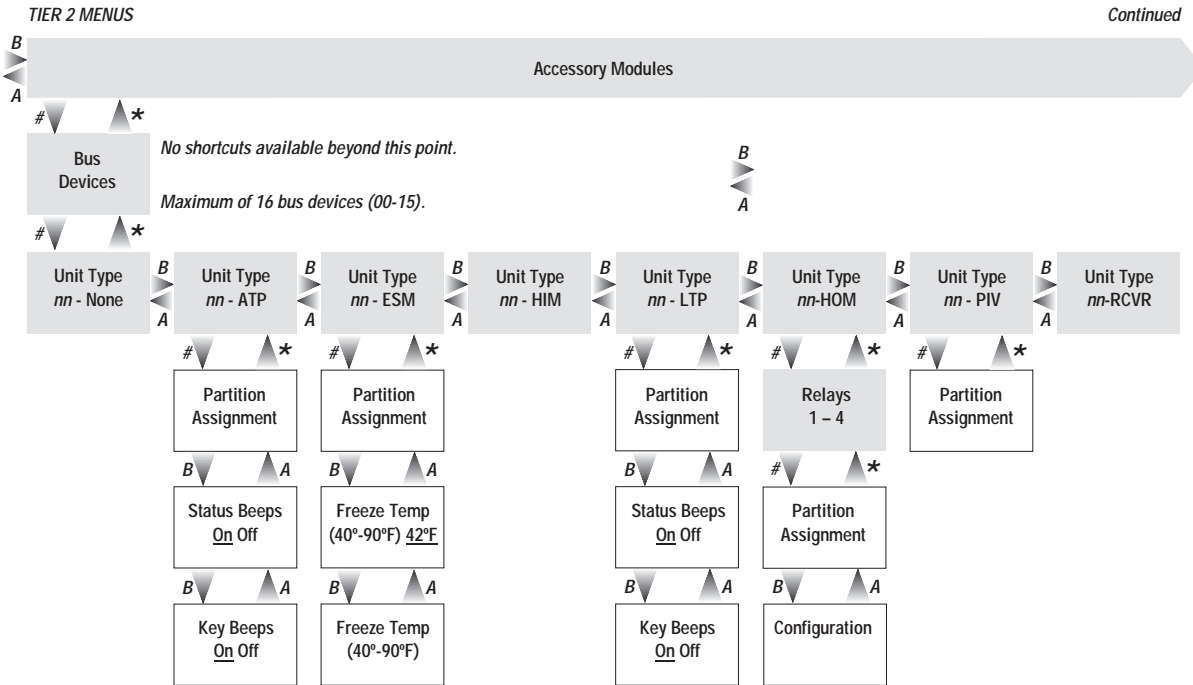 TIER 2 MENUS
Continued
B
A
Accessory Modules
# *
Bus
Devices
No shortcuts available beyond this point.
Maximum of 16 bus devices (00-15).
B
A
# *
Unit Type
nn - None
B
A
Unit Type
nn - ATP
B
A
Unit Type
nn - ESM
B
A
Unit Type
nn - HIM
B
A
Unit Type
nn - LTP
B
A
Unit Type
nn-HOM
B
A
Unit Type
nn - PIV
B
A
Unit Type
nn-RCVR
# *
# *
# *
# *
# *
Partition
Assignment
Partition
Assignment
Partition
Assignment
Relays
1 – 4
Partition
Assignment
B A
B A
B A
# *
Status Beeps
On Off
Freeze Temp
(40º-90ºF) 42ºF
Status Beeps
On Off
Partition
Assignment
B A
B A
B A
B A
Key Beeps
On Off
Freeze Temp
(40º-90ºF)
Key Beeps
On Off
Configuration